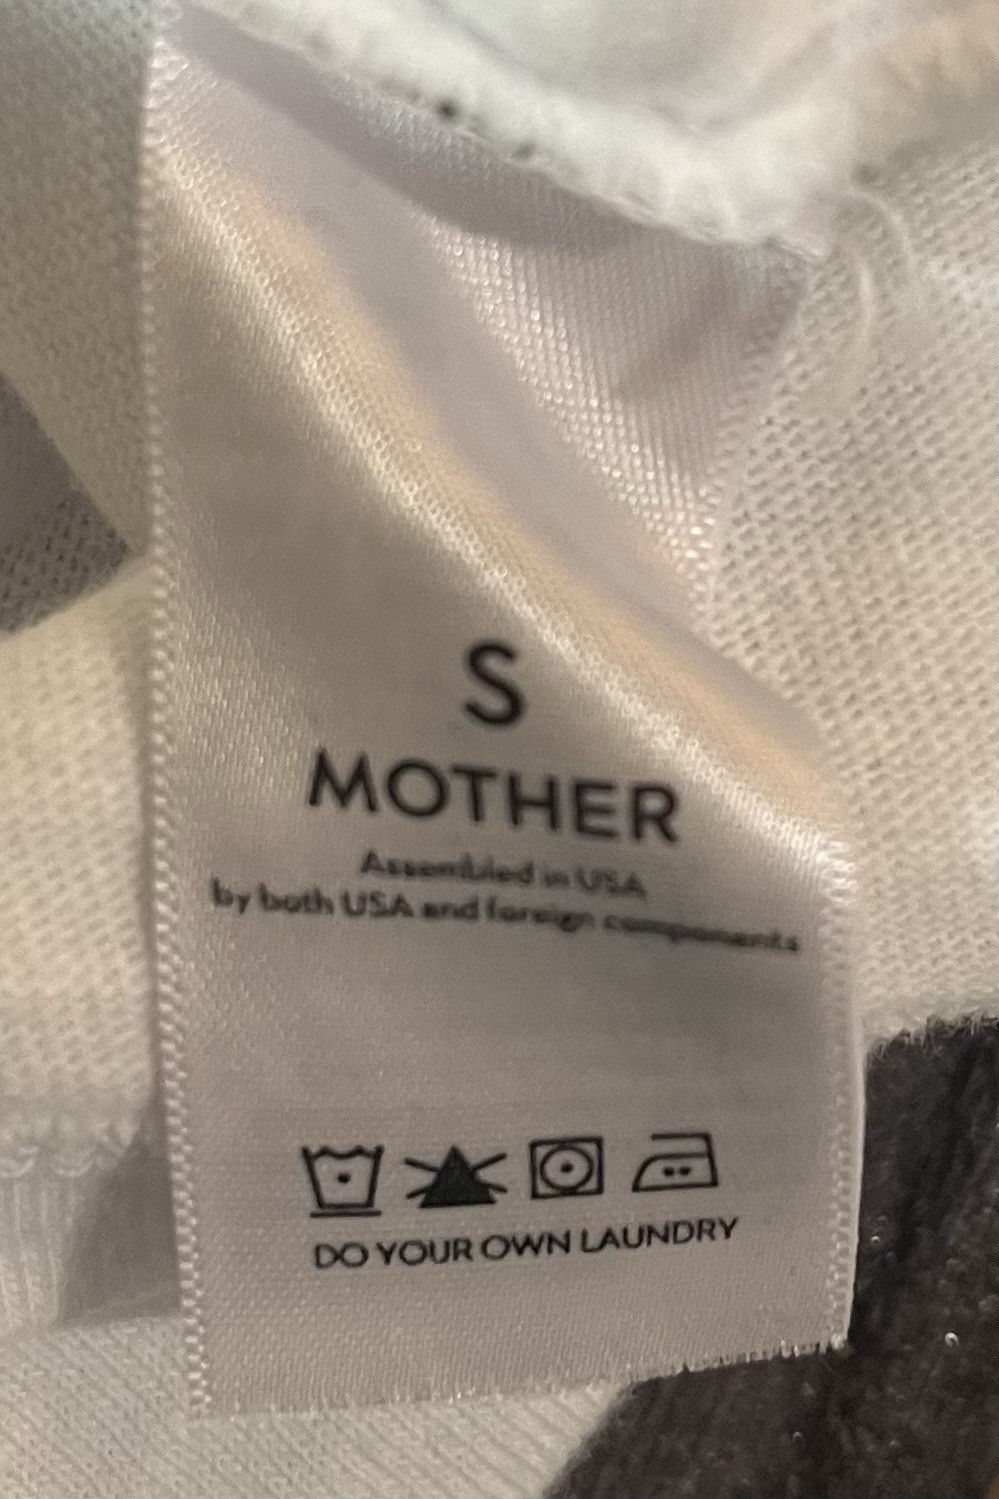 S
MOTHER
Assembled in USA
by both USA and foreign components
DO YOUR OWN LAUNDRY